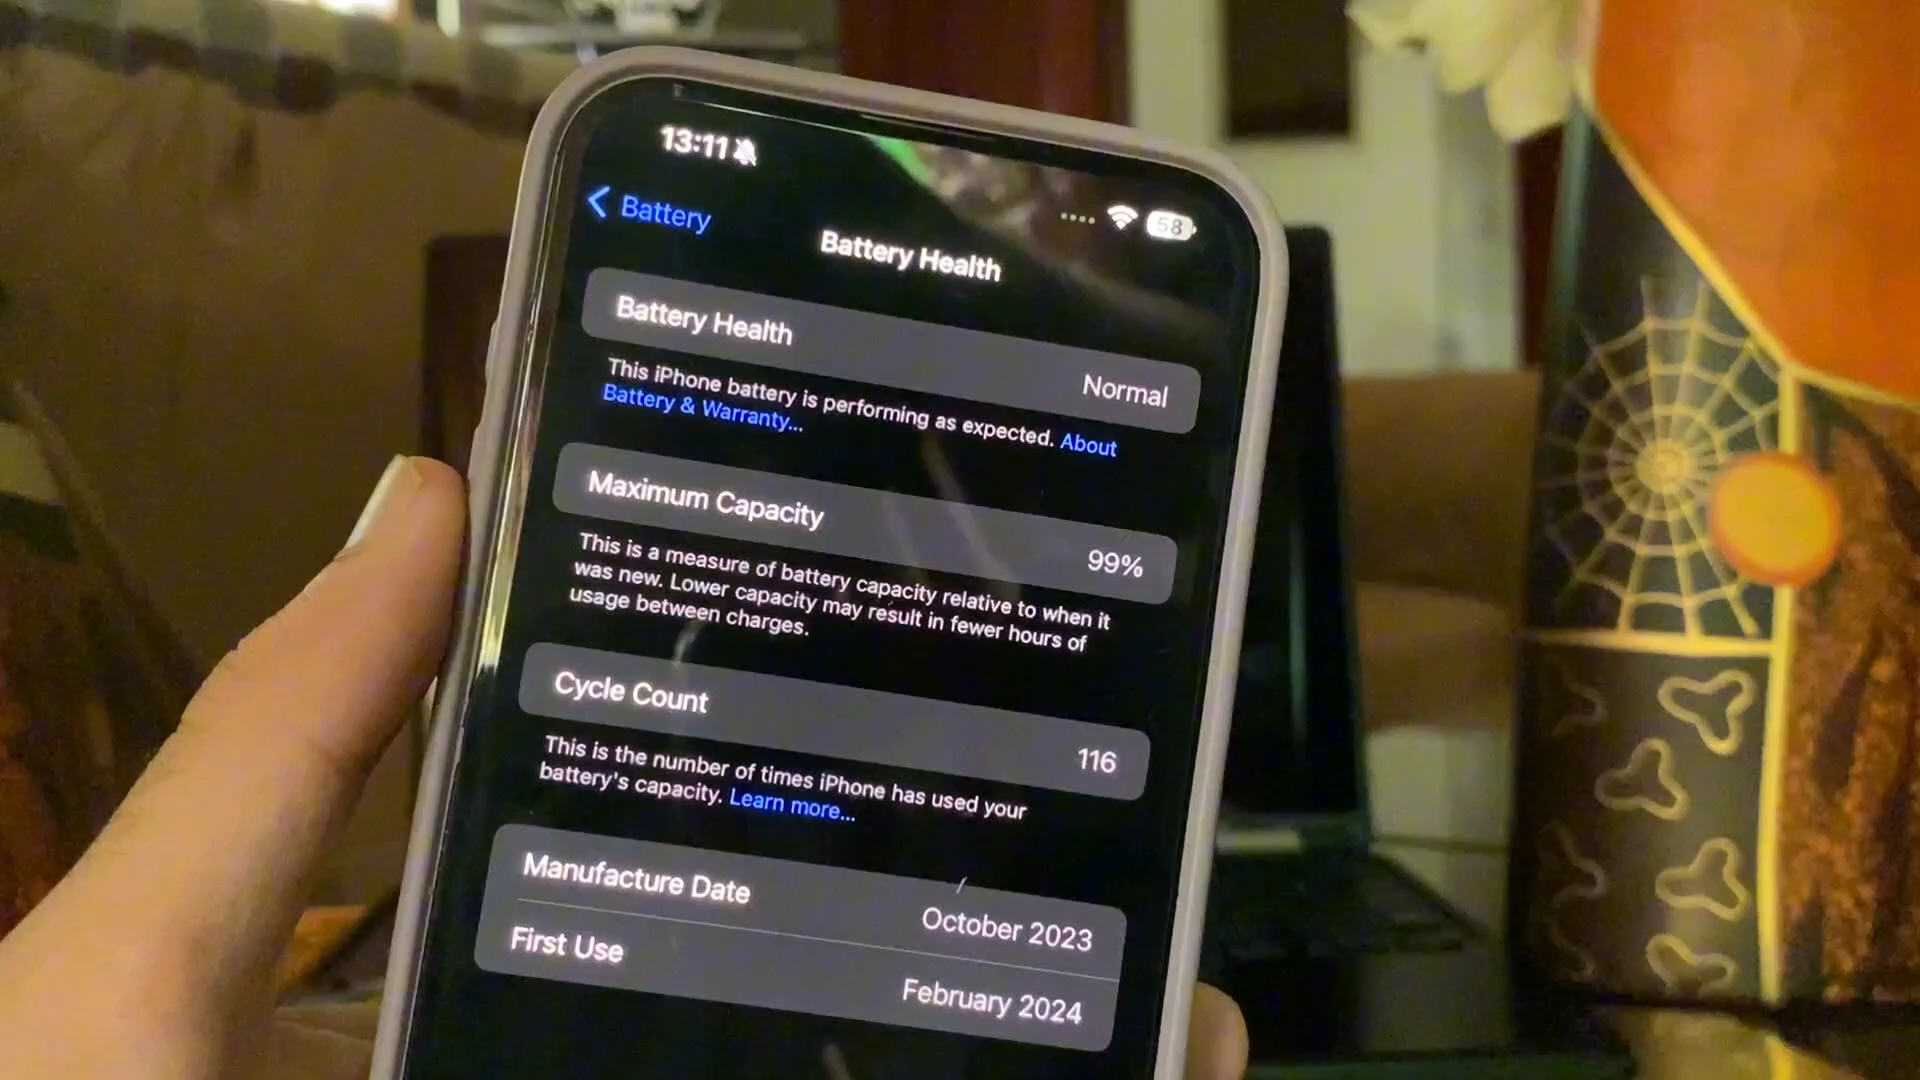 13:11
58
Battery
Battery Health
Battery Health
Normal
This iPhone battery is performing as expected. About
Battery & Warranty...
Maximum Capacity
99%
This is a measure of battery capacity relative to when it
was new. Lower capacity may result in fewer hours of
usage between charges.
Cycle Count
116
This is the number of times iPhone has used your
battery's capacity. Learn more...
Manufacture Date
October 2023
First Use
February 2024